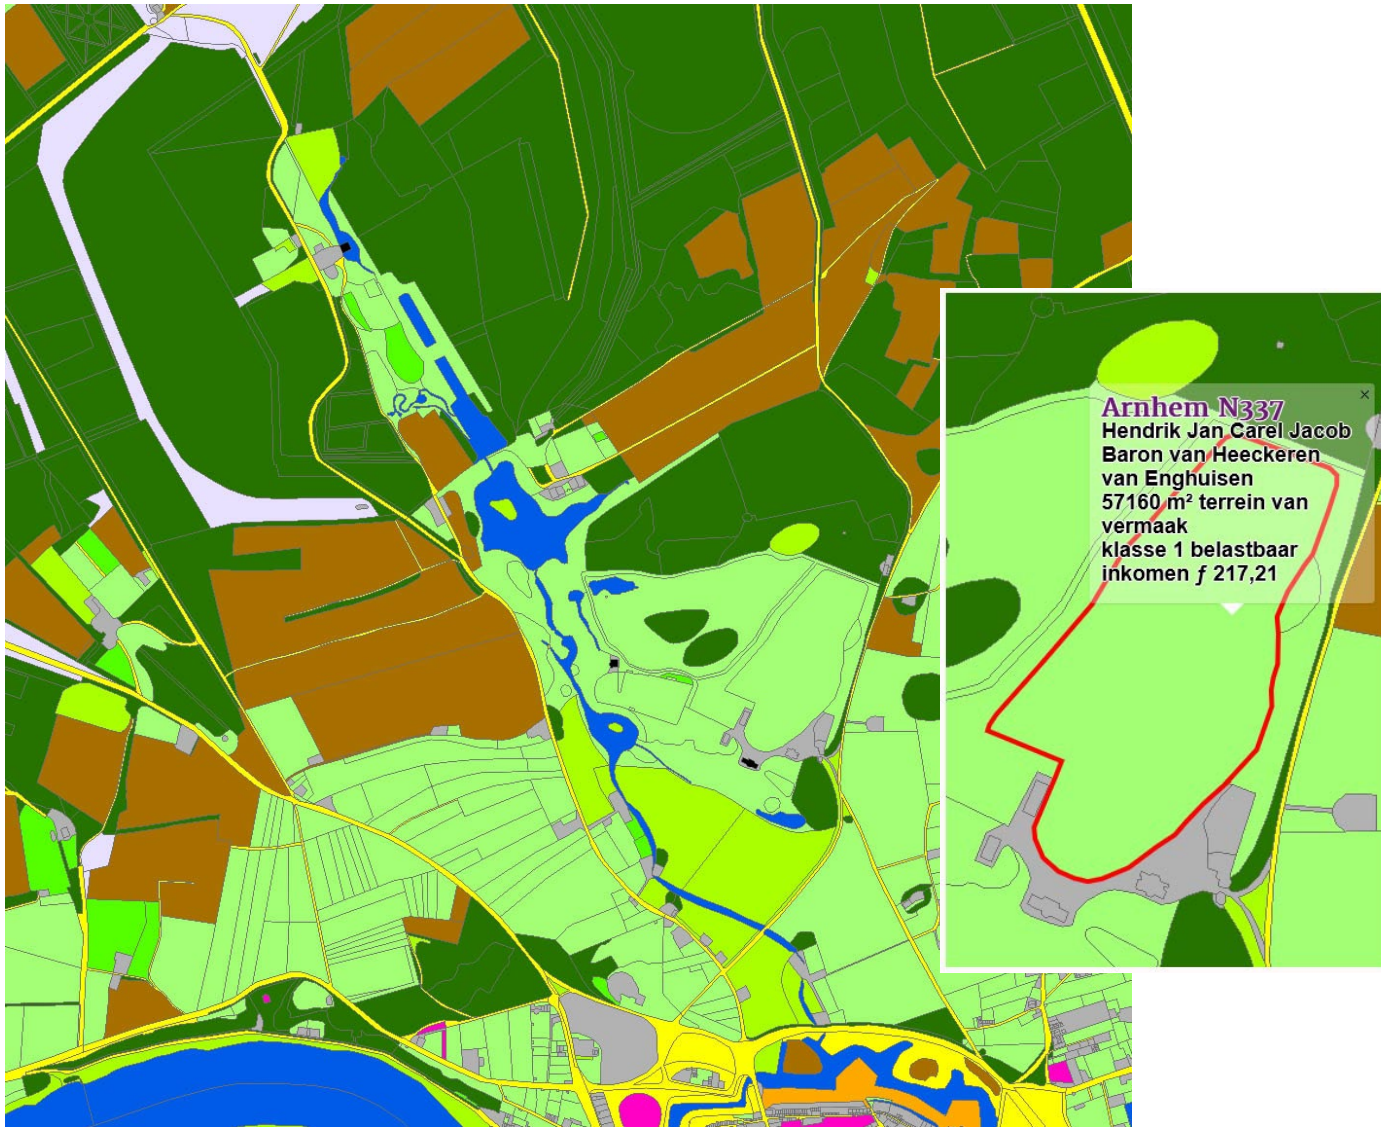 ×
Arnhem N337
Hendrik Jan Carel Jacob
Baron van Heeckeren
van Enghuisen
57160 m² terrein van
vermaak
klasse 1 belastbaar
inkomen ƒ 217,21